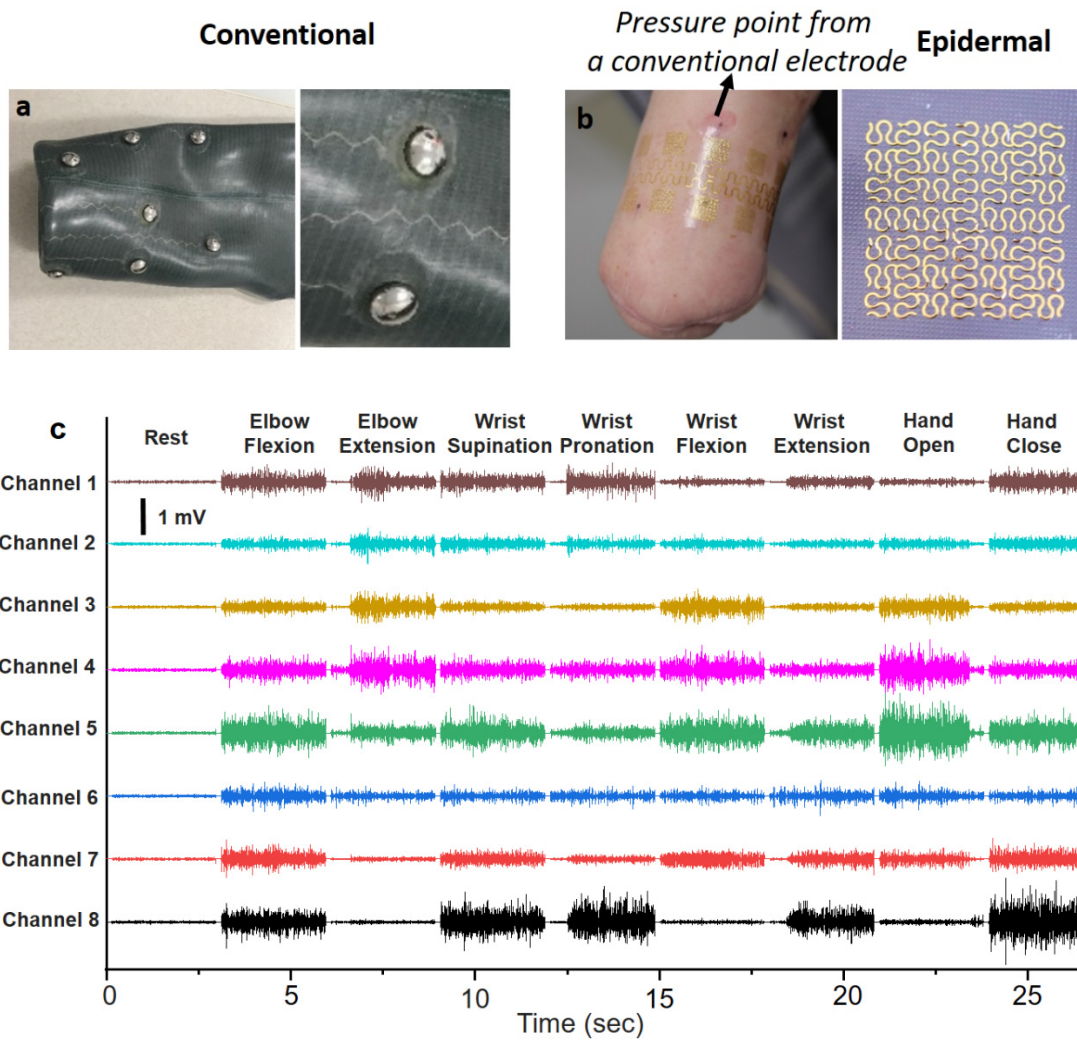 Conventional
Pressure point from
a conventional electrode
Epidermal
a
b
c
Rest
Elbow
Flexion
Elbow
Extension
Wrist
Supination
Wrist
Pronation
Wrist
Flexion
Wrist
Extension
Hand
Open
Hand
Close
Channel 1
1 mV
Channel 2
Channel 3
Channel 4
Channel 5
Channel 6
Channel 7
Channel 8
0 5 10 15 20 25
Time (sec)